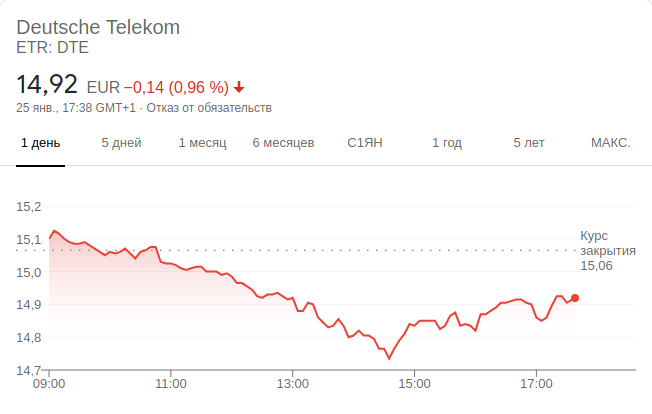 Deutsche Telekom
ETR: DTE
14,92 EUR −0,14 (0,96 %)
25 янв., 17:38 GMT+1 · Отказ от обязательств
1 день 5 дней 1 месяц 6 месяцев С1ЯН 1 год 5 лет МАКС.
15,2
15,1
15,0
14,9
14,8
14,7
Курс
закрытия
15,06
09:00 11:00 13:00 15:00 17:00